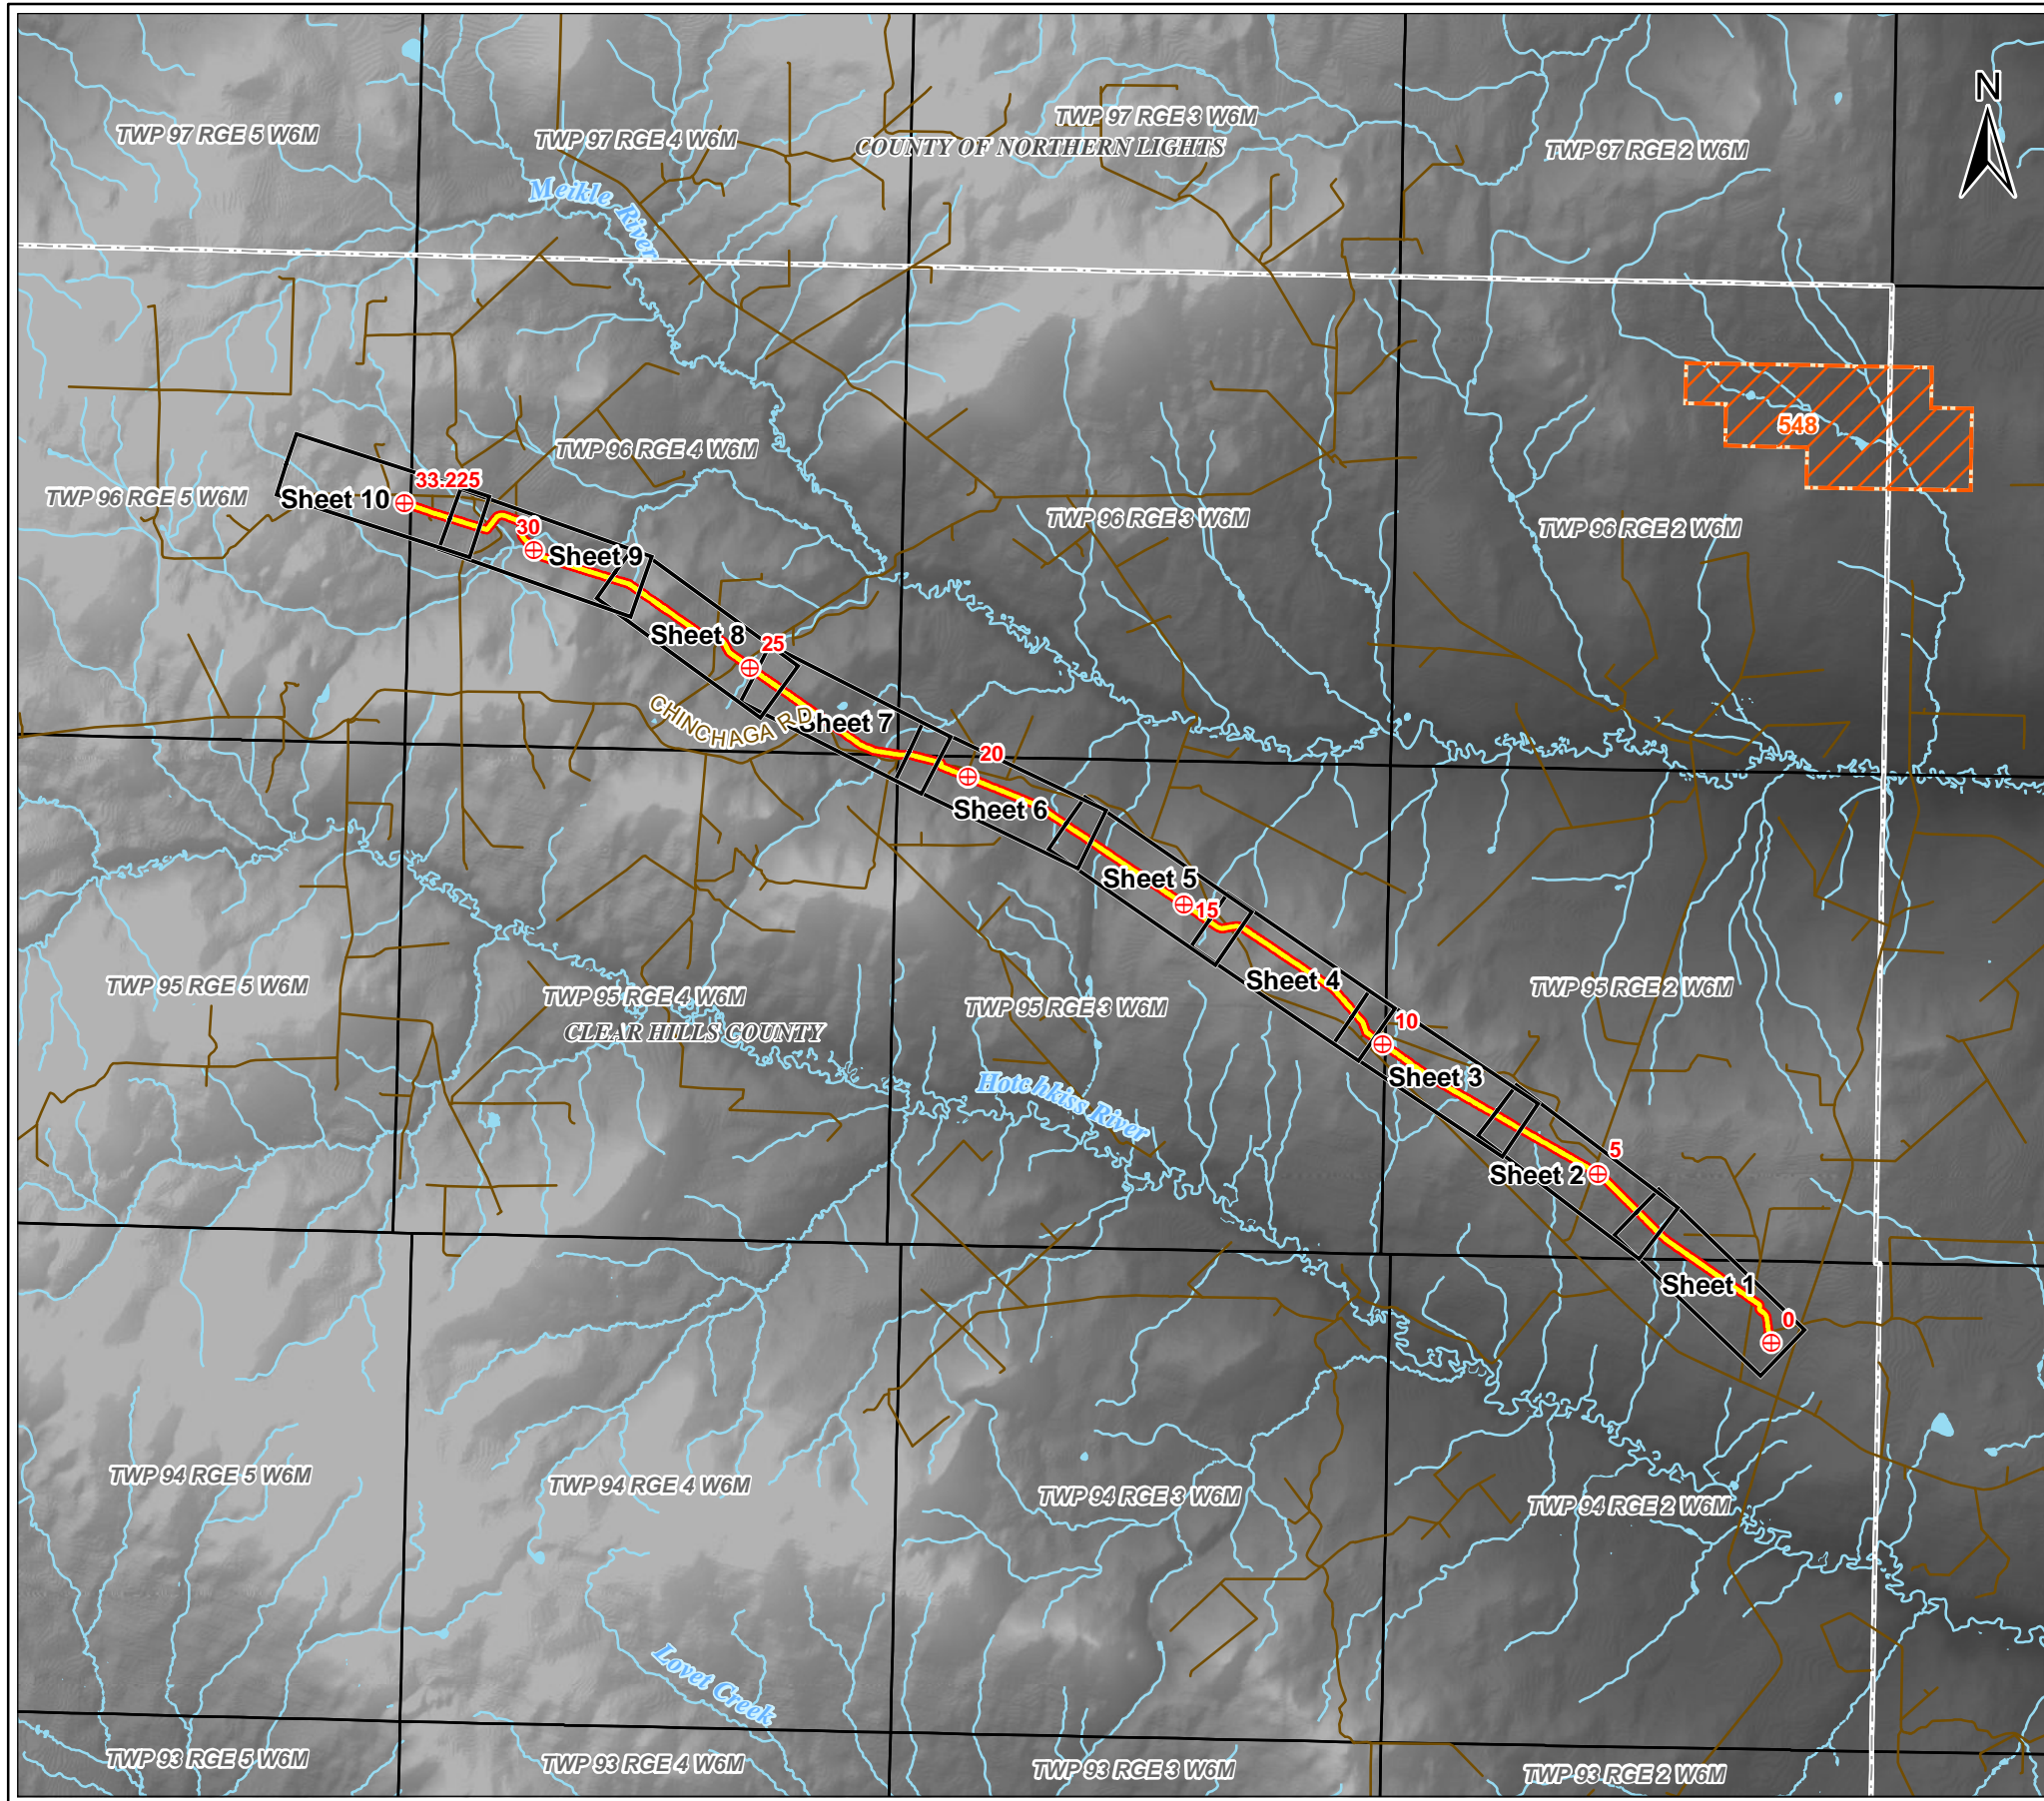 N
TWP 97 RGE 5 W6M
TWP 97 RGE 4 W6M
TWP 97 RGE 3 W6M
COUNTY OF NORTHERN LIGHTS
TWP 97 RGE 2 W6M
Meikle River
548
TWP 96 RGE 5 W6M
TWP 96 RGE 4 W6M
TWP 96 RGE 3 W6M
TWP 96 RGE 2 W6M
33.225
Sheet 10
30
Sheet 9
Sheet 8
25
CHINCHAGA RD
Sheet 7
20
Sheet 6
Sheet 5
15
Sheet 4
TWP 95 RGE 5 W6M
TWP 95 RGE 4 W6M
CLEAR HILLS COUNTY
TWP 95 RGE 3 W6M
TWP 95 RGE 2 W6M
10
Sheet 3
Hotchkiss River
5
Sheet 2
Sheet 1
0
TWP 94 RGE 5 W6M
TWP 94 RGE 4 W6M
TWP 94 RGE 3 W6M
TWP 94 RGE 2 W6M
Lovet Creek
TWP 93 RGE 5 W6M
TWP 93 RGE 4 W6M
TWP 93 RGE 3 W6M
TWP 93 RGE 2 W6M